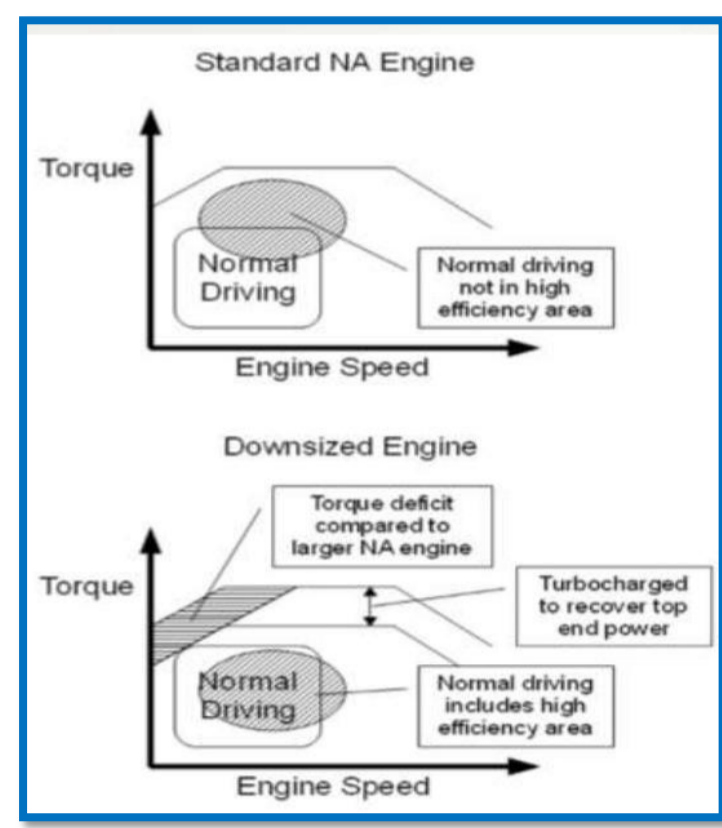 Standard NA Engine
Torque
Normal
Driving
Normal driving
not in high
efficiency area
Engine Speed
Downsized Engine
Torque deficit
compared to
larger NA engine
Torque
Turbocharged
to recover top
end power
Normal
Driving
Normal driving
includes high
efficiency area
Engine Speed